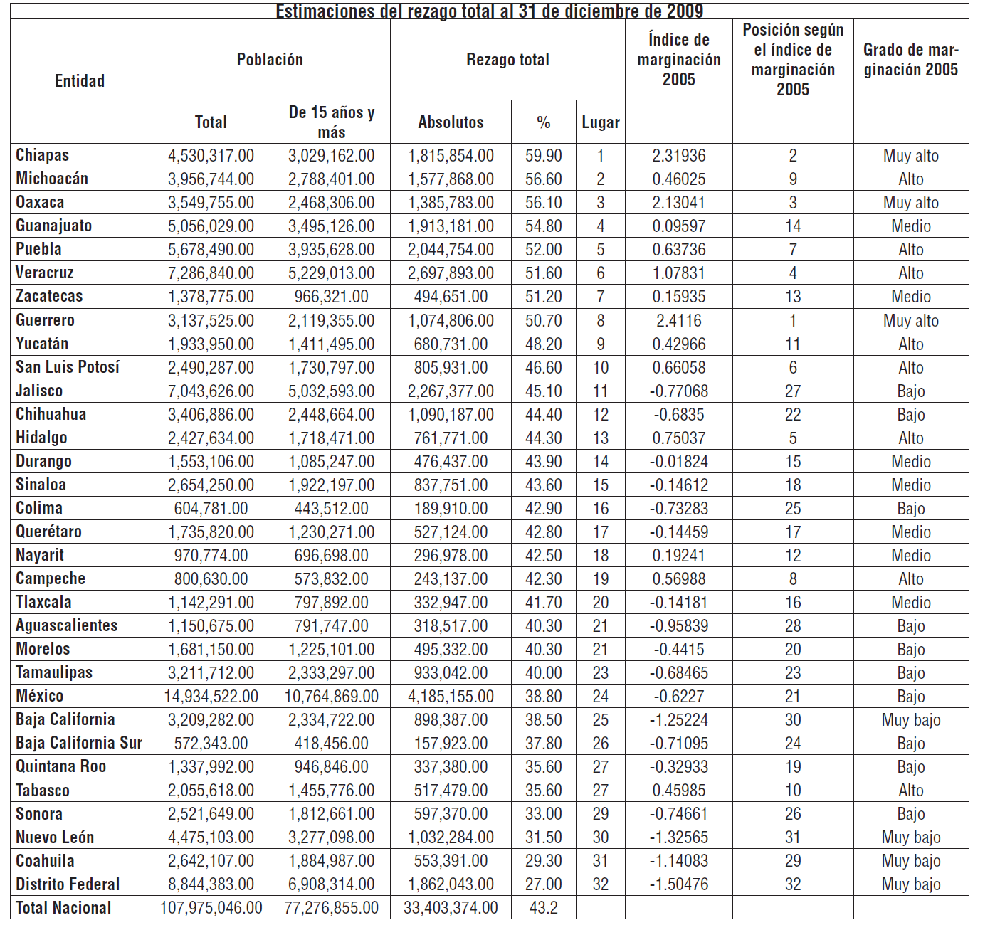 Estimaciones del rezago total al 31 de diciembre de 2009
Entidad Población Rezago total Índice de marginación 2005 Posición según el índice de marginación 2005 Grado de mar-ginación 2005
Total De 15 años y más Absolutos % Lugar
Chiapas 4,530,317.00 3,029,162.00 1,815,854.00 59.90 1 2.31936 2 Muy alto
Michoacán 3,956,744.00 2,788,401.00 1,577,868.00 56.60 2 0.46025 9 Alto
Oaxaca 3,549,755.00 2,468,306.00 1,385,783.00 56.10 3 2.13041 3 Muy alto
Guanajuato 5,056,029.00 3,495,126.00 1,913,181.00 54.80 4 0.09597 14 Medio
Puebla 5,678,490.00 3,935,628.00 2,044,754.00 52.00 5 0.63736 7 Alto
Veracruz 7,286,840.00 5,229,013.00 2,697,893.00 51.60 6 1.07831 4 Alto
Zacatecas 1,378,775.00 966,321.00 494,651.00 51.20 7 0.15935 13 Medio
Guerrero 3,137,525.00 2,119,355.00 1,074,806.00 50.70 8 2.4116 1 Muy alto
Yucatán 1,933,950.00 1,411,495.00 680,731.00 48.20 9 0.42966 11 Alto
San Luis Potosí 2,490,287.00 1,730,797.00 805,931.00 46.60 10 0.66058 6 Alto
Jalisco 7,043,626.00 5,032,593.00 2,267,377.00 45.10 11 -0.77068 27 Bajo
Chihuahua 3,406,886.00 2,448,664.00 1,090,187.00 44.40 12 -0.6835 22 Bajo
Hidalgo 2,427,634.00 1,718,471.00 761,771.00 44.30 13 0.75037 5 Alto
Durango 1,553,106.00 1,085,247.00 476,437.00 43.90 14 -0.01824 15 Medio
Sinaloa 2,654,250.00 1,922,197.00 837,751.00 43.60 15 -0.14612 18 Medio
Colima 604,781.00 443,512.00 189,910.00 42.90 16 -0.73283 25 Bajo
Querétaro 1,735,820.00 1,230,271.00 527,124.00 42.80 17 -0.14459 17 Medio
Nayarit 970,774.00 696,698.00 296,978.00 42.50 18 0.19241 12 Medio
Campeche 800,630.00 573,832.00 243,137.00 42.30 19 0.56988 8 Alto
Tlaxcala 1,142,291.00 797,892.00 332,947.00 41.70 20 -0.14181 16 Medio
Aguascalientes 1,150,675.00 791,747.00 318,517.00 40.30 21 -0.95839 28 Bajo
Morelos 1,681,150.00 1,225,101.00 495,332.00 40.30 21 -0.4415 20 Bajo
Tamaulipas 3,211,712.00 2,333,297.00 933,042.00 40.00 23 -0.68465 23 Bajo
México 14,934,522.00 10,764,869.00 4,185,155.00 38.80 24 -0.6227 21 Bajo
Baja California 3,209,282.00 2,334,722.00 898,387.00 38.50 25 -1.25224 30 Muy bajo
Baja California Sur 572,343.00 418,456.00 157,923.00 37.80 26 -0.71095 24 Bajo
Quintana Roo 1,337,992.00 946,846.00 337,380.00 35.60 27 -0.32933 19 Bajo
Tabasco 2,055,618.00 1,455,776.00 517,479.00 35.60 27 0.45985 10 Alto
Sonora 2,521,649.00 1,812,661.00 597,370.00 33.00 29 -0.74661 26 Bajo
Nuevo León 4,475,103.00 3,277,098.00 1,032,284.00 31.50 30 -1.32565 31 Muy bajo
Coahuila 2,642,107.00 1,884,987.00 553,391.00 29.30 31 -1.14083 29 Muy bajo
Distrito Federal 8,844,383.00 6,908,314.00 1,862,043.00 27.00 32 -1.50476 32 Muy bajo
Total Nacional 107,975,046.00 77,276,855.00 33,403,374.00 43.2